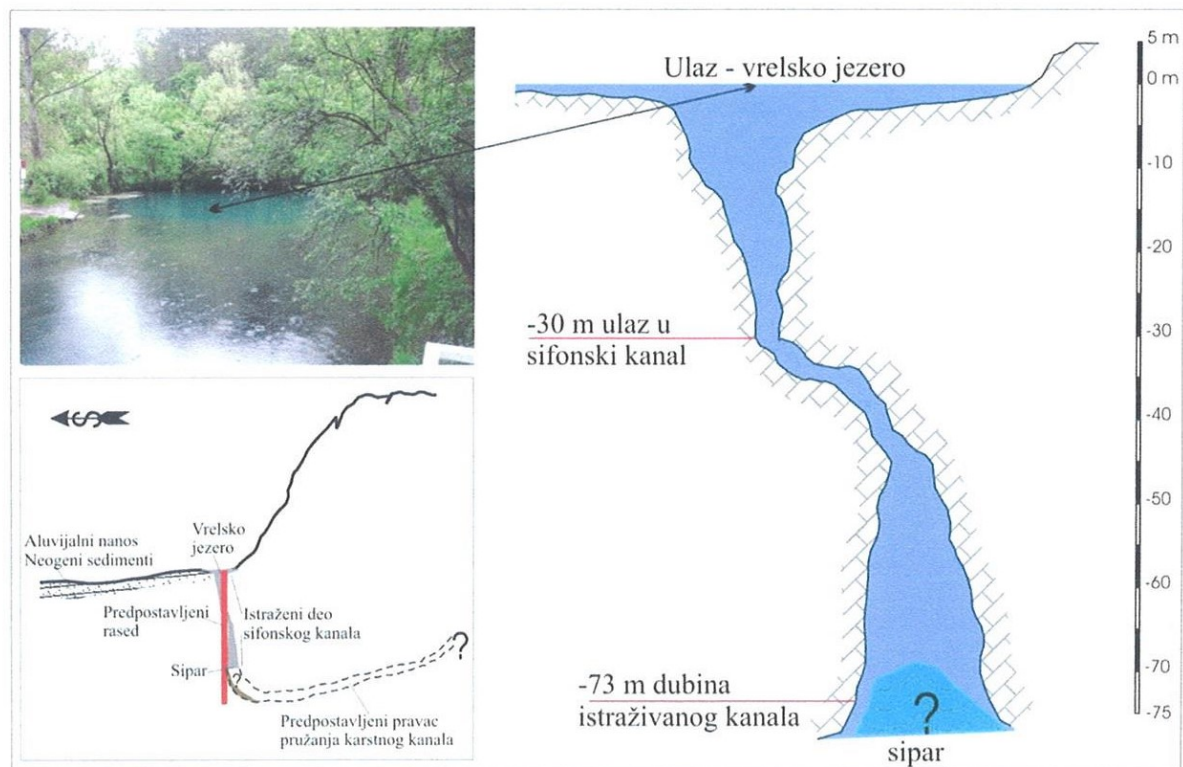 Ulaz - vrelsko jezero
5 m
0 m
-10
-20
-30
-40
-50
-60
-70
-75
-30 m ulaz u
sifonski kanal
-73 m dubina
istraživanog kanala
?
sipar
S
Aluvijalni nanos
Neogeni sedimenti
Vrelsko
jezero
Predpostavljeni
rased
Istraženi deo
sifonskog kanala
Sipar
?
?
Predpostavljeni pravac
pružanja karstnog kanala